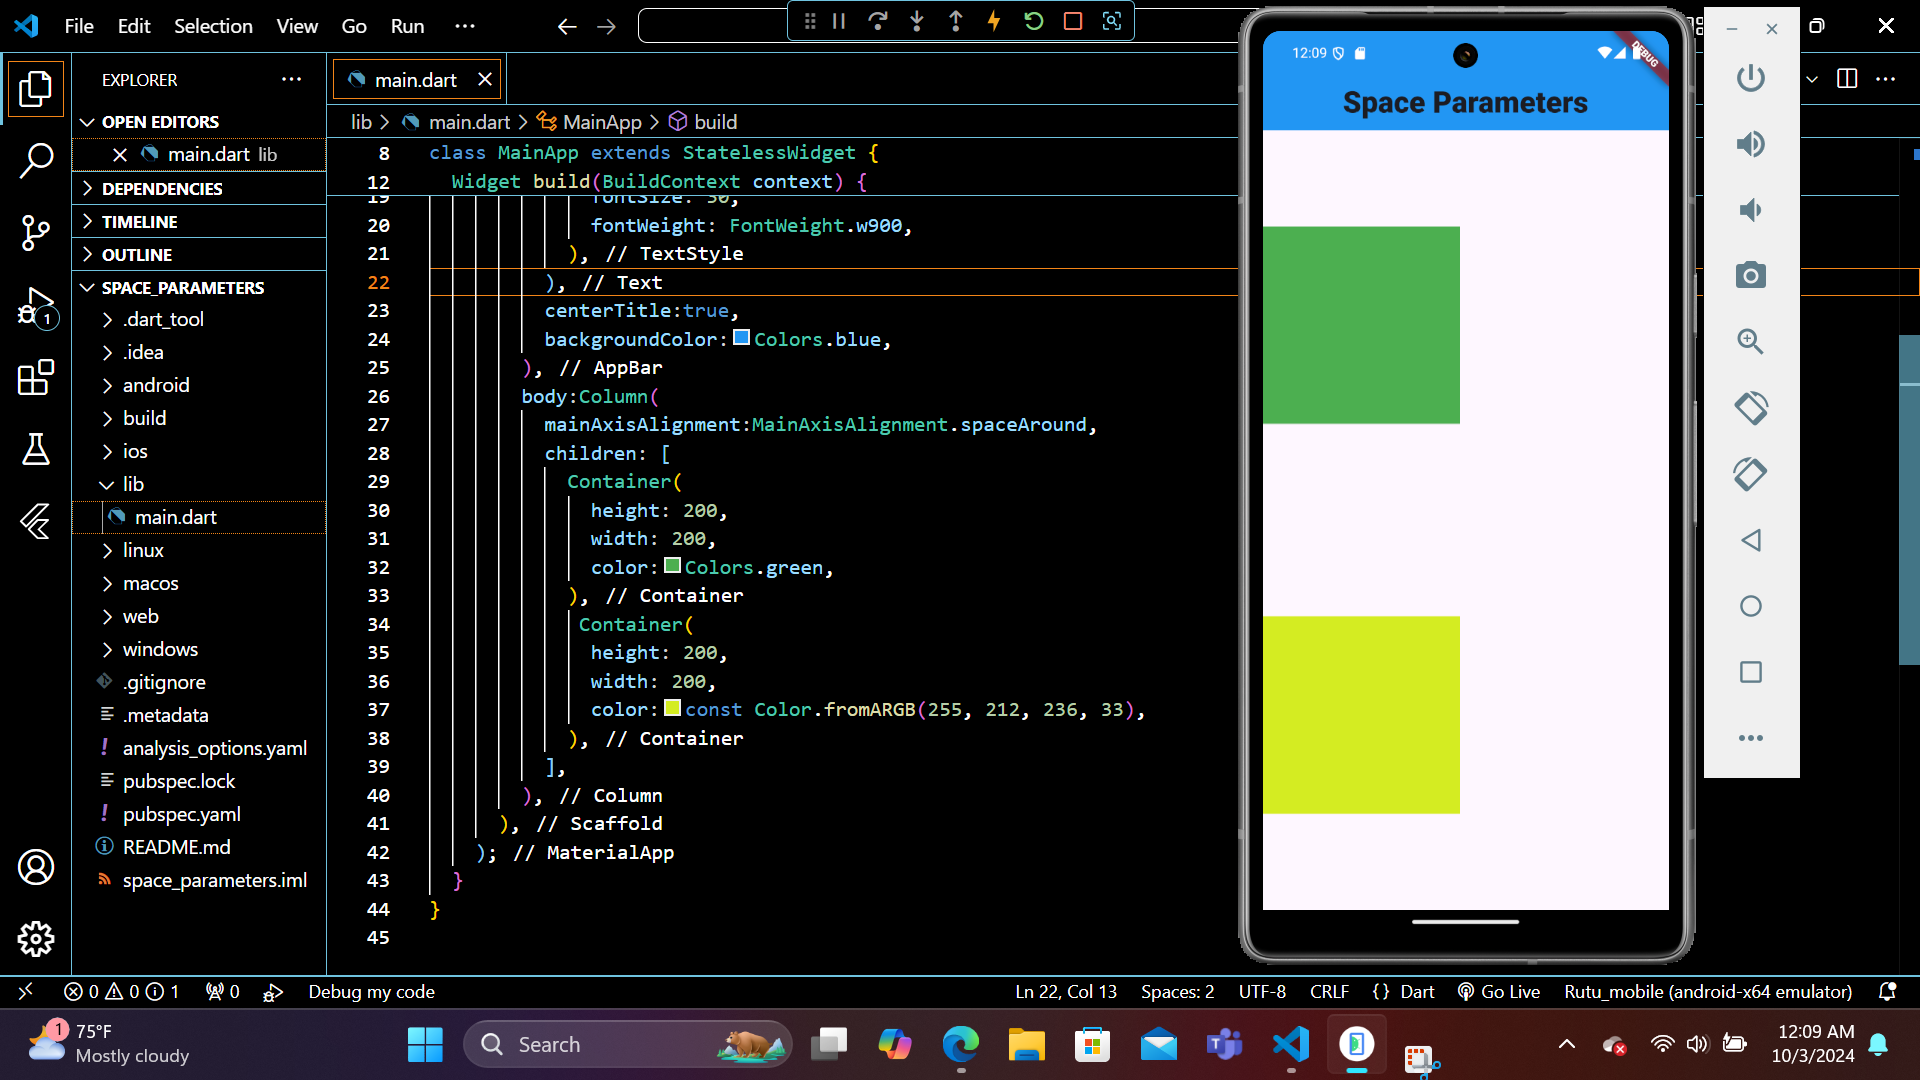 File Edit Selection View Go Run ···
EXPLORER
main.dart
OPEN EDITORS
main.dart lib
DEPENDENCIES
TIMELINE
OUTLINE
SPACE_PARAMETERS
.dart_tool
.idea
android
build
ios
lib
main.dart
linux
macos
web
windows
.gitignore
.metadata
analysis_options.yaml
pubspec.lock
pubspec.yaml
README.md
space_parameters.iml
1
lib > main.dart > MainApp > build
8 class MainApp extends StatelessWidget {
12 Widget build(BuildContext context) {
19 fontSize: 30,
20 fontWeight: FontWeight.w900,
21 ), // TextStyle
22 ), // Text
23 centerTitle:true,
24 backgroundColor: Colors.blue,
25 ), // AppBar
26 body:Column(
27 mainAxisAlignment:MainAxisAlignment.spaceAround,
28 children: [
29 Container(
30 height: 200,
31 width: 200,
32 color: Colors.green,
33 ), // Container
34 Container(
35 height: 200,
36 width: 200,
37 color: const Color.fromARGB(255, 212, 236, 33),
38 ), // Container
39 ],
40 ), // Column
41 ), // Scaffold
42 ); // MaterialApp
43 }
44 }
45
12:09
DEBUG
Space Parameters
0 0 1 0 Debug my code Ln 22, Col 13 Spaces: 2 UTF-8 CRLF {} Dart Go Live Rutu_mobile (android-x64 emulator)
1
75°F
Mostly cloudy
Search
12:09 AM
10/3/2024